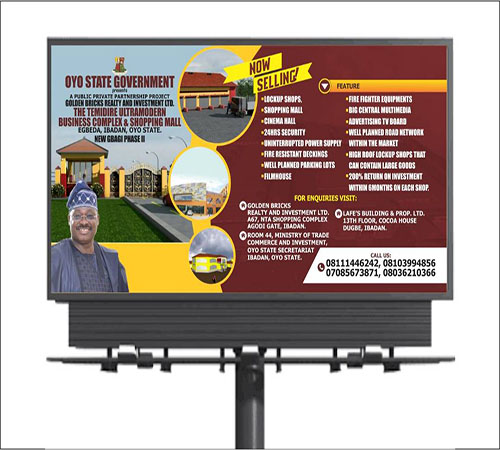 OYO STATE GOVERNMENT
presents
A PUBLIC PRIVATE PARTNERSHIP PROJECT
GOLDEN BRICKS REALTY AND INVESTMENT LTD.
THE TEMIDIRE ULTRAMODERN
BUSINESS COMPLEX & SHOPPING MALL
EGBEDA, IBADAN, OYO STATE.
NEW GBAGI PHASE II
NOW
SELLING!
FEATURE
•LOCKUP SHOPS,
•SHOPPING MALL
•CINEMA HALL
•24HRS SECURITY
•UNINTERRUPTED POWER SUPPLY
•FIRE RESISTANT DECKINGS
•WELL PLANNED PARKING LOTS
•FILMHOUSE
•FIRE FIGHTER EQUIPMENTS
•BIG CENTRAL MULTIMEDIA
ADVERTISING TV BOARD
•WELL PLANNED ROAD NETWORK
WITHIN THE MARKET
•HIGH ROOF LOCKUP SHOPS THAT
CAN CONTAIN LARGE GOODS
•200% RETURN ON INVESTMENT
WITHIN 6MONTHS ON EACH SHOP.
FOR ENQUIRIES VISIT:
GOLDEN BRICKS
REALTY AND INVESTMENT LTD.
A67, NTA SHOPPING COMPLEX
AGODI GATE, IBADAN.
ROOM 44, MINISTRY OF TRADE
COMMERCE AND INVESTMENT,
OYO STATE SECRETARIAT
IBADAN, OYO STATE.
LAFE'S BUILDING & PROP. LTD.
13TH FLOOR, COCOA HOUSE
DUGBE, IBADAN.
CALL US:
08111446242, 08103994856
07085673871, 08036210366